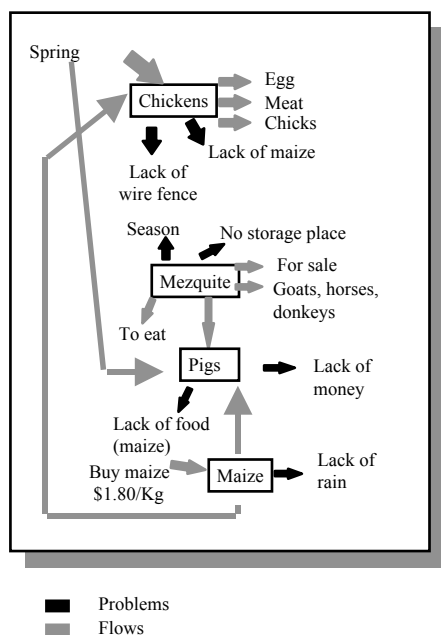 Spring
Chickens
Egg
Meat
Chicks
Lack of maize
Lack of
wire fence
Season
No storage place
Mezquite
For sale
Goats, horses,
donkeys
To eat
Pigs
Lack of
money
Lack of food
(maize)
Buy maize
$1.80/Kg
Maize
Lack of
rain
Problems
Flows